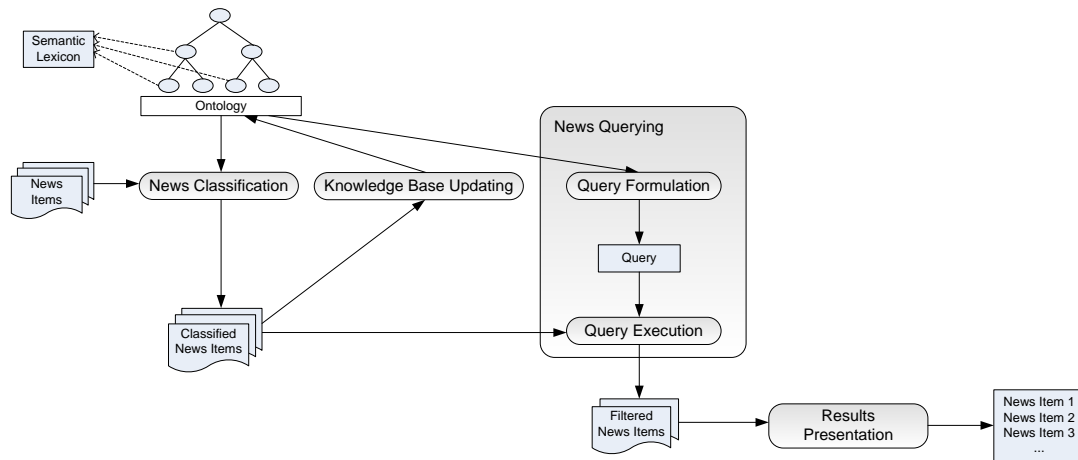 Semantic
Lexicon
Ontology
News Querying
News
Items
News Classification
Knowledge Base Updating
Query Formulation
Query
Classified
News Items
Query Execution
Filtered
News Items
Results
Presentation
News Item 1
News Item 2
News Item 3
...